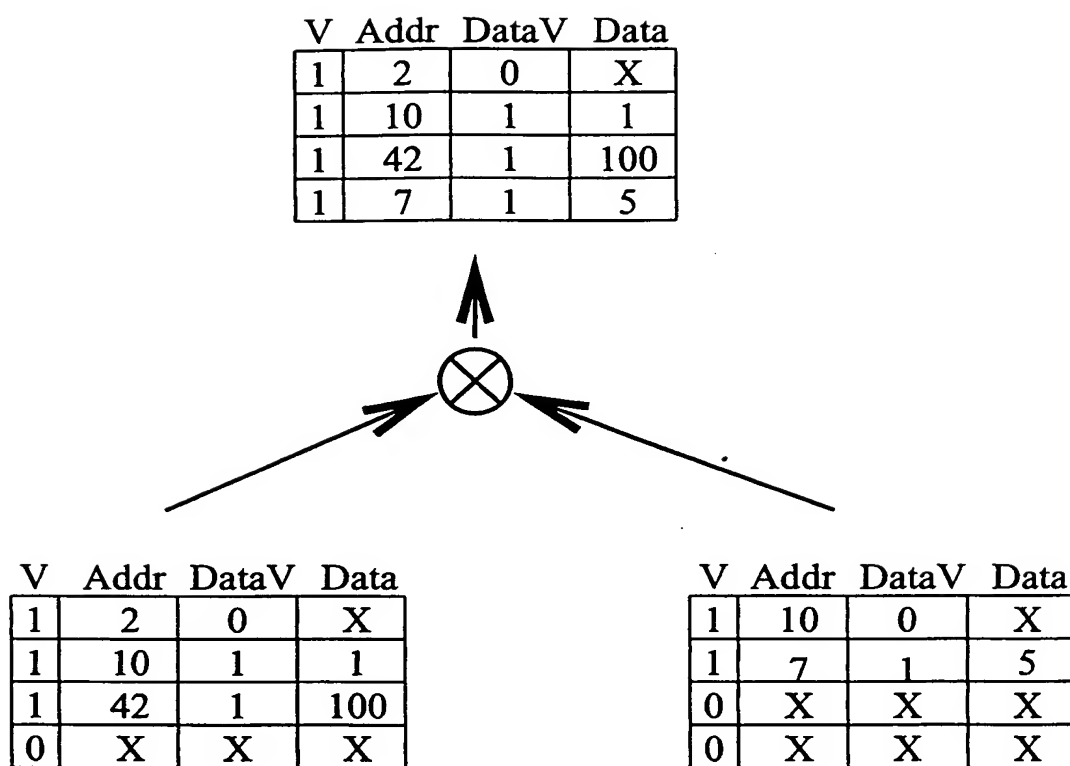 V Addr DataV Data
1 2 0 X
1 10 1 1
1 42 1 100
1 7 1 5
V Addr DataV Data
1 2 0 X
1 10 1 1
1 42 1 100
0 X X X
V Addr DataV Data
1 10 0 X
1 7 1 5
0 X X X
0 X X X